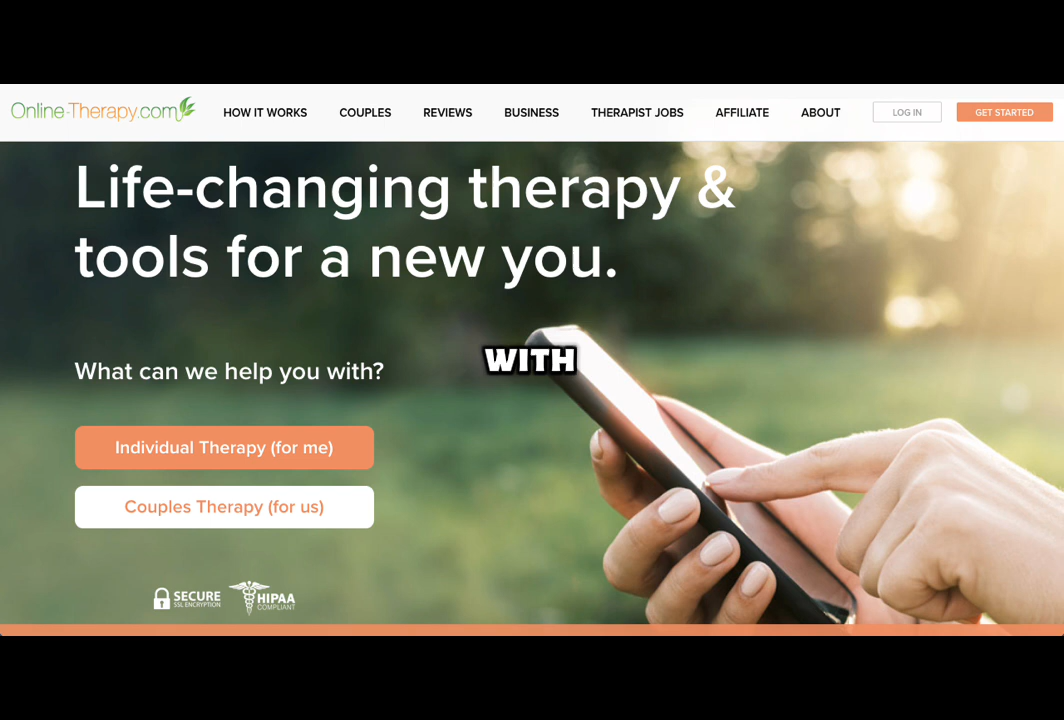 Online-Therapy.com
HOW IT WORKS
COUPLES
REVIEWS
BUSINESS
THERAPIST JOBS
AFFILIATE
ABOUT
LOG IN
GET STARTED
Life-changing therapy &
tools for a new you.
What can we help you with?
WITH
Individual Therapy (for me)
Couples Therapy (for us)
SECURE
SSL ENCRYPTION
HIPAA
COMPLIANT